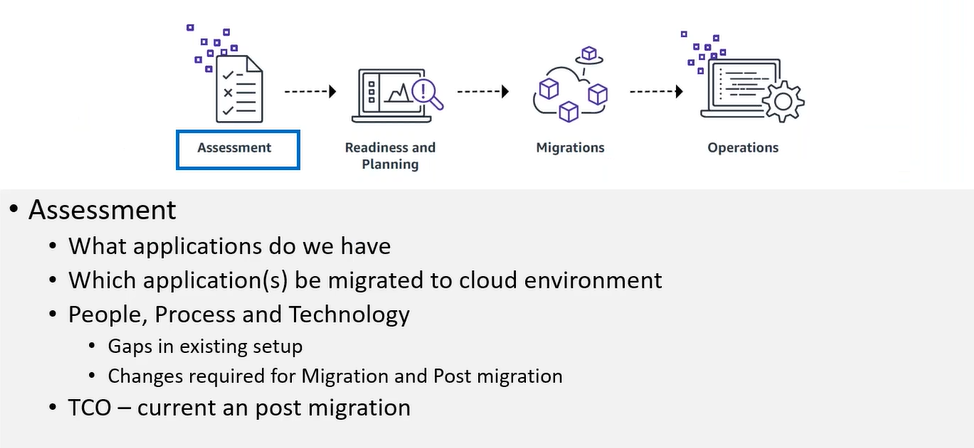 Assessment
Readiness and
Planning
Migrations
Operations
• Assessment
• What applications do we have
• Which application(s) be migrated to cloud environment
• People, Process and Technology
• Gaps in existing setup
• Changes required for Migration and Post migration
• TCO – current an post migration